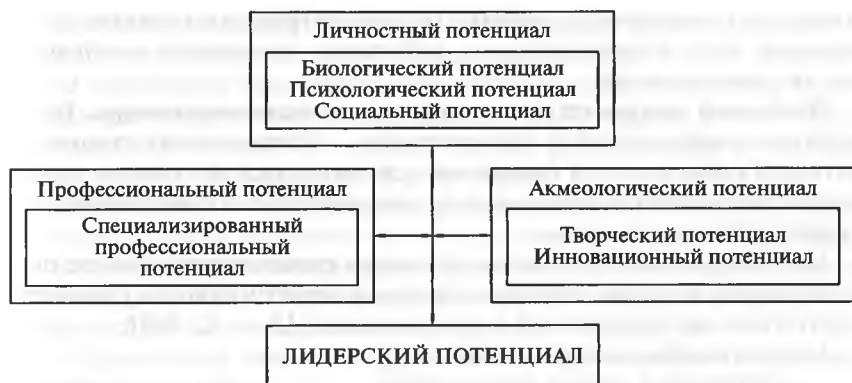 Личностный потенциал
Биологический потенциал
Психологический потенциал
Социальный потенциал
Профессиональный потенциал
Специализированный
профессиональный
потенциал
Акмеологический потенциал
Творческий потенциал
Инновационный потенциал
ЛИДЕРСКИЙ ПОТЕНЦИАЛ